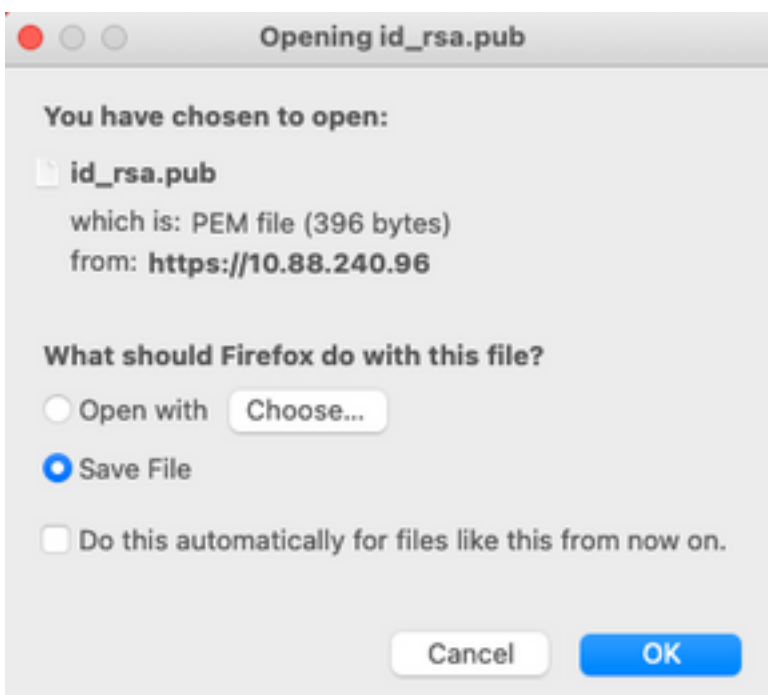 Opening id_rsa.pub
You have chosen to open:
id_rsa.pub
which is: PEM file (396 bytes)
from: https://10.88.240.96
What should Firefox do with this file?
Open with Choose...
Save File
Do this automatically for files like this from now on.
Cancel OK